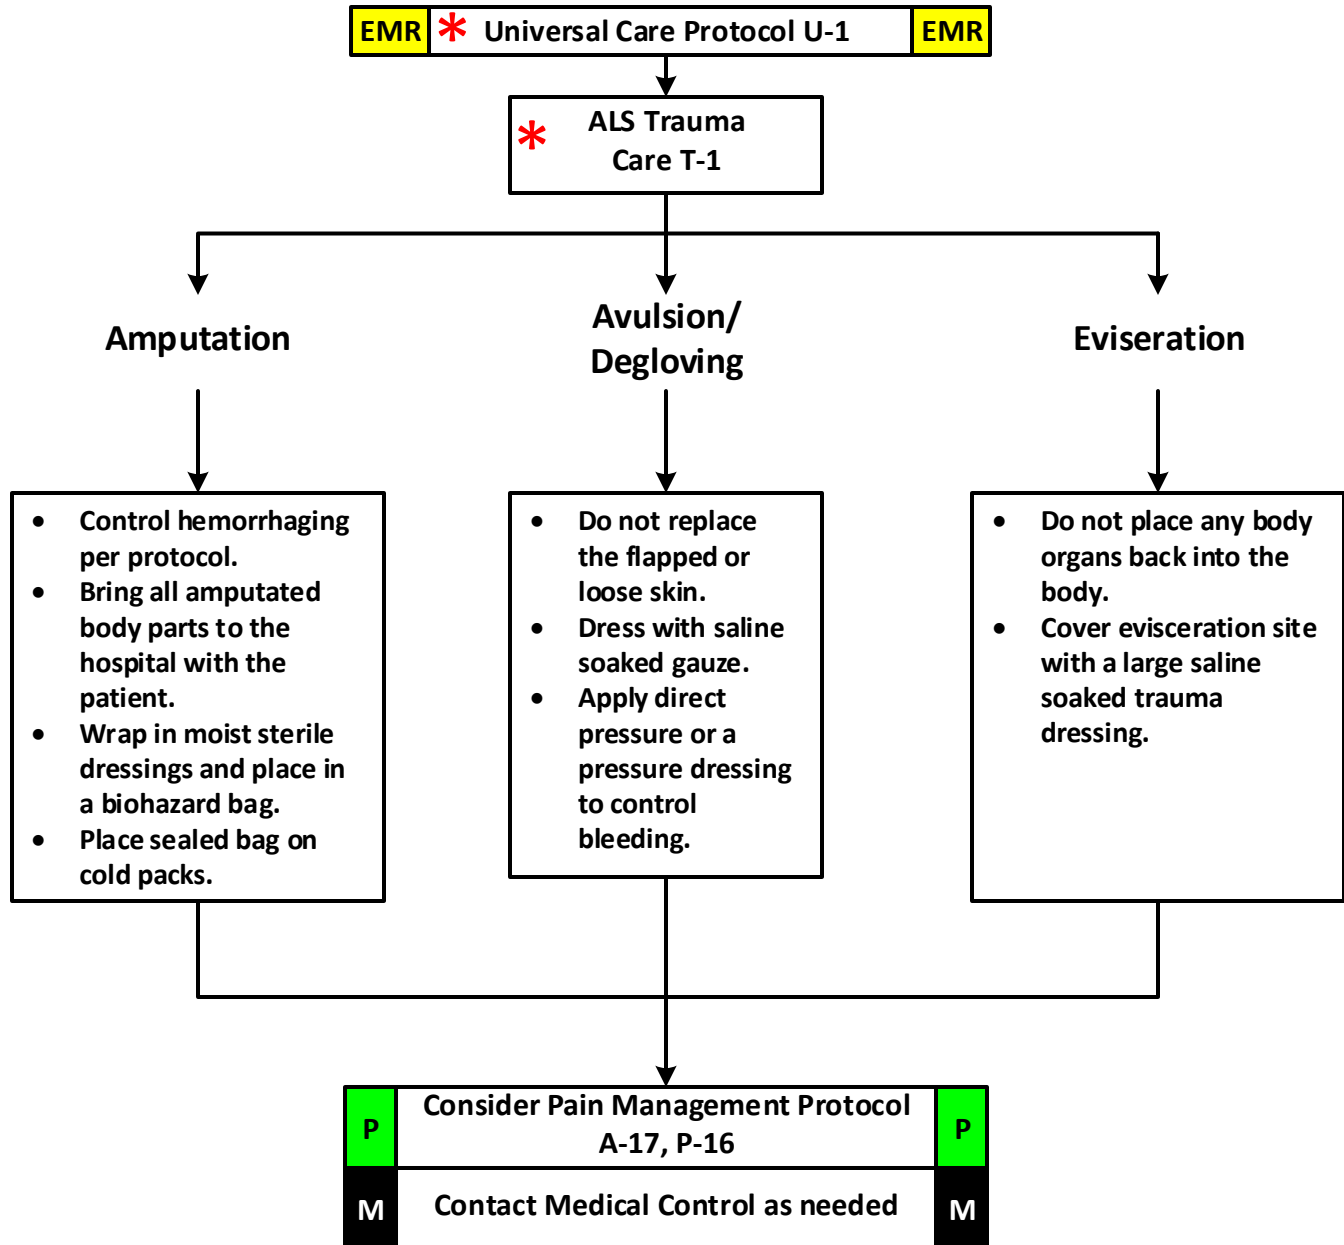 EMR * Universal Care Protocol U-1 EMR
* ALS Trauma
Care T-1
Amputation
Avulsion/
Degloving
Eviseration
• Control hemorrhaging
per protocol.
• Bring all amputated
body parts to the
hospital with the
patient.
• Wrap in moist sterile
dressings and place in
a biohazard bag.
• Place sealed bag on
cold packs.
• Do not replace
the flapped or
loose skin.
• Dress with saline
soaked gauze.
• Apply direct
pressure or a
pressure dressing
to control
bleeding.
• Do not place any body
organs back into the
body.
• Cover evisceration site
with a large saline
soaked trauma
dressing.
P Consider Pain Management Protocol P
A-17, P-16
M Contact Medical Control as needed M